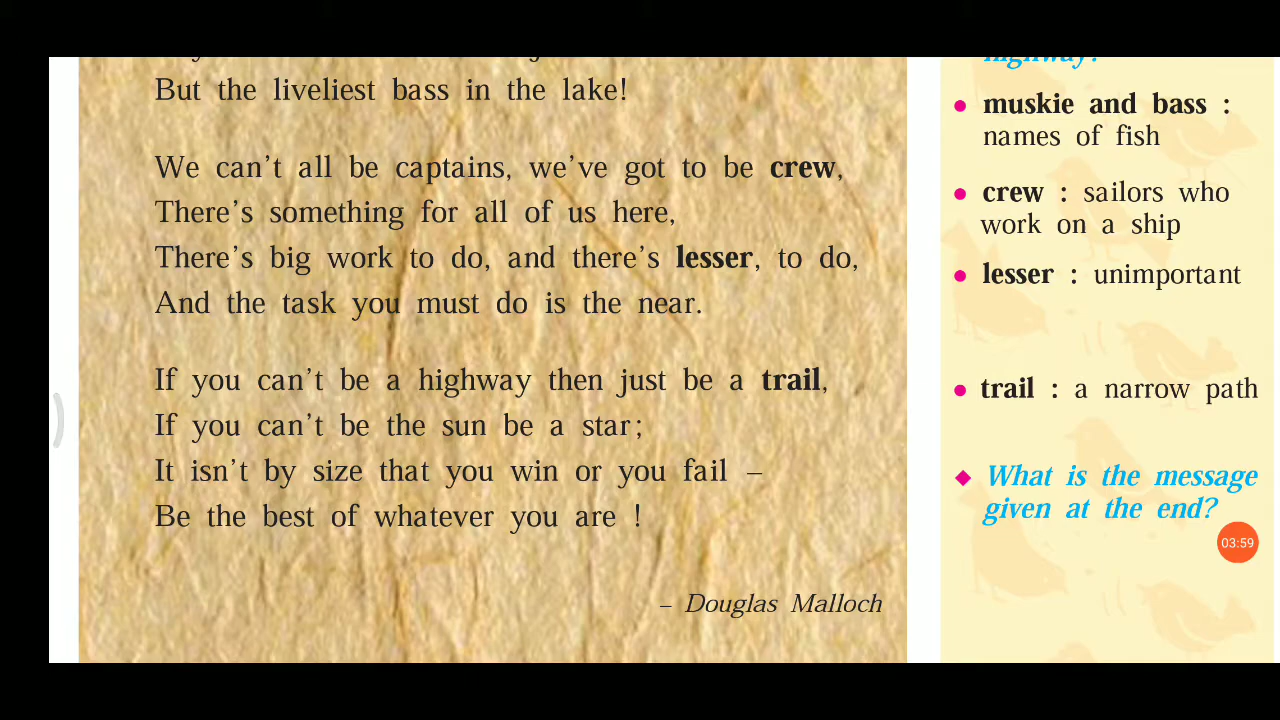 But the liveliest bass in the lake!
We can't all be captains, we've got to be crew,
There's something for all of us here,
There's big work to do, and there's lesser, to do,
And the task you must do is the near.
If you can't be a highway then just be a trail,
If you can't be the sun be a star;
It isn't by size that you win or you fail –
Be the best of whatever you are !
– Douglas Malloch
highway?
• muskie and bass :
names of fish
• crew : sailors who
work on a ship
• lesser : unimportant
• trail : a narrow path
◆ What is the message
given at the end?
03:59